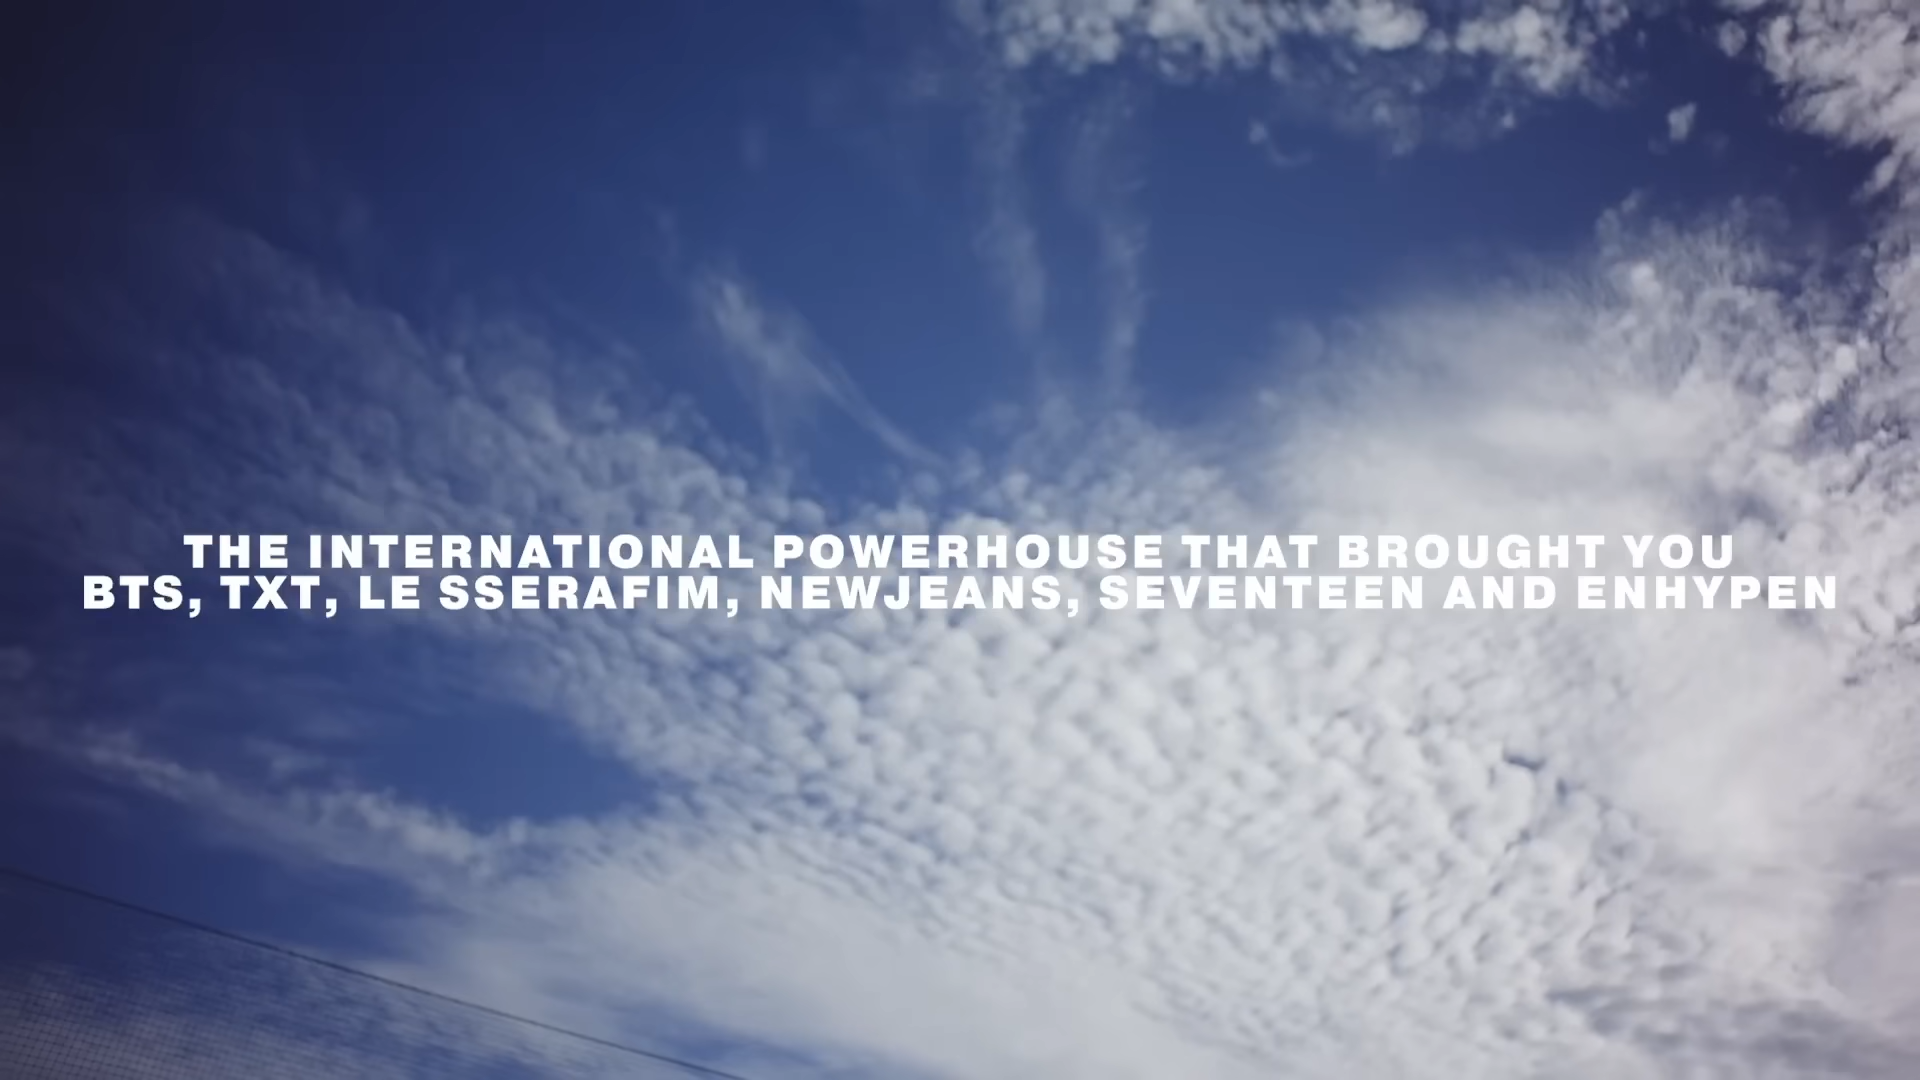 THE INTERNATIONAL POWERHOUSE THAT BROUGHT YOU
BTS, TXT, LE SSERAFIM, NEWJEANS, SEVENTEEN AND ENHYPEN